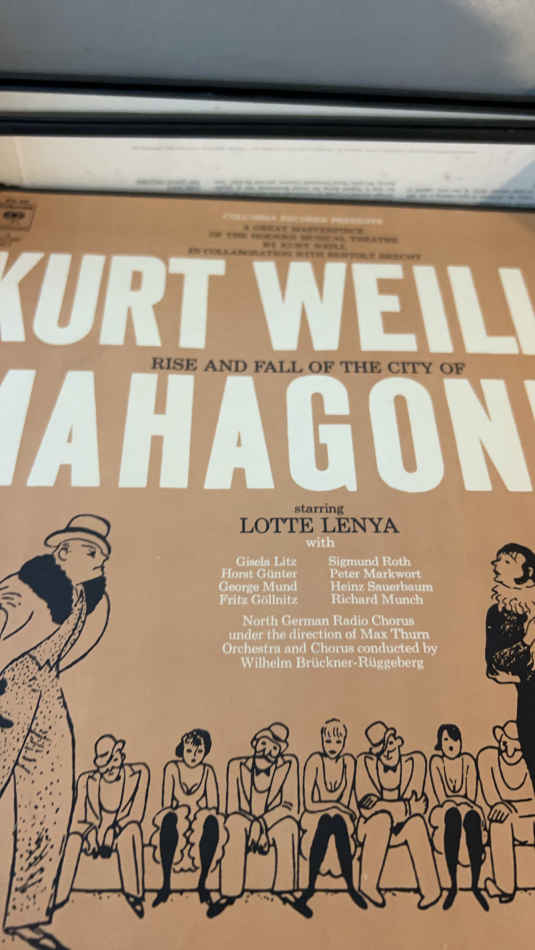 COLUMBIA RECORDS PRESENTS
A GREAT MASTERPIECE
OF THE MODERN MUSICAL THEATRE
BY KURT WEILL
IN COLLABORATION WITH BERTOLT BRECHT
KURT WEILL
RISE AND FALL OF THE CITY OF
MAHAGON
starring
LOTTE LENYA
with
Gisela Litz Sigmund Roth
Horst Günter Peter Markwort
George Mund Heinz Sauerbaum
Fritz Göllnitz Richard Munch
North German Radio Chorus
under the direction of Max Thurn
Orchestra and Chorus conducted by
Wilhelm Brückner-Rüggeberg